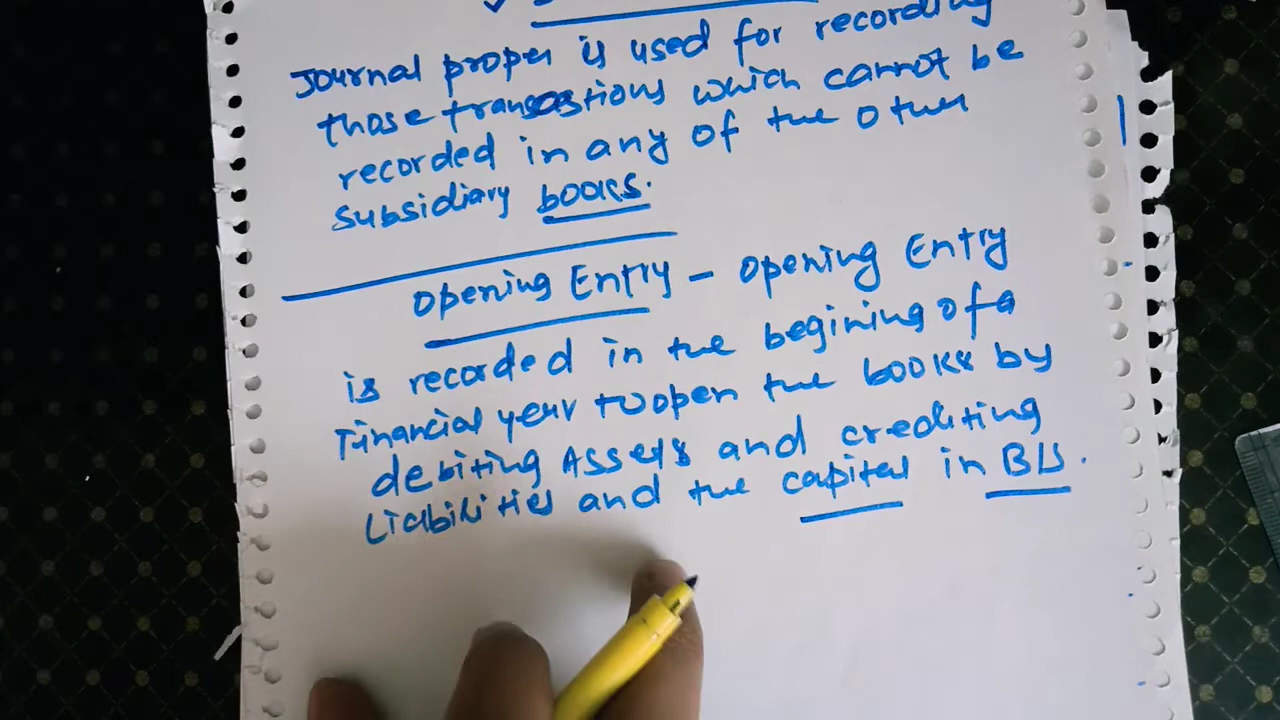 Journal proper is used for recording
those transactions which cannot be
recorded in any of the other
subsidiary books.
Opening Entry - Opening Entry
is recorded in the begining of a
Financial year to open the books by
debiting Assets and crediting
Liabilities and the capital in B/S.